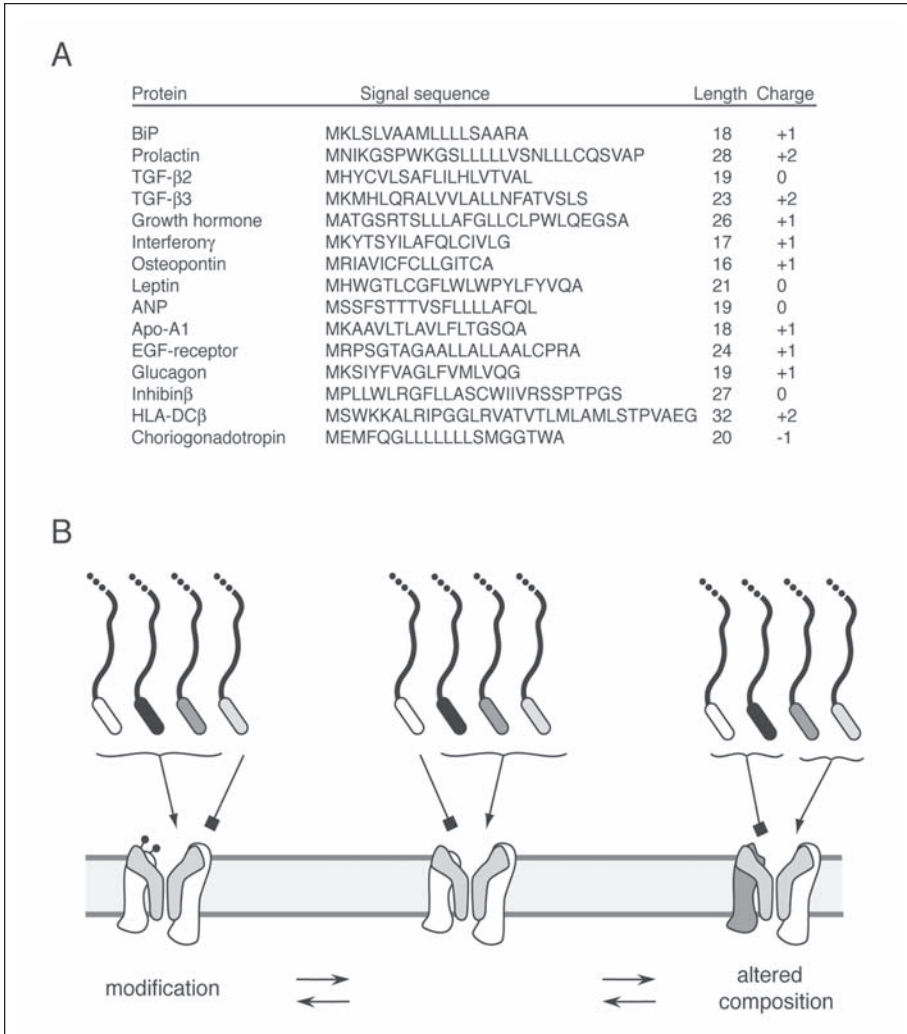 A
Protein Signal sequence Length Charge
BiP MKLSLVAAMLLLLSAARA 18 +1
Prolactin MNIKGSPWKGSLLLLLVSNLLLCQSVAP 28 +2
TGF-β2 MHYCVLSAFLILHLVTVAL 19 0
TGF-β3 MKMHLQRALVVLALLNFATVSLS 23 +2
Growth hormone MATGSRTSLLLAFGLLCLPWLQEGSA 26 +1
Interferonγ MKYTSYILAFQLCIVLG 17 +1
Osteopontin MRIAVICFCLLGITCA 16 +1
Leptin MHWGTLCGFLWLWPYLFYVQA 21 0
ANP MSSFSTTTVSFLLLLAFQL 19 0
Apo-A1 MKAAVLTLAVLFLTGSQA 18 +1
EGF-receptor MRPSGTAGAALLALLAALCPRA 24 +1
Glucagon MKSIYFVAGLFVMLVQG 19 +1
Inhibinβ MPLLWLRGFLLASCWIIVRSSPTPGS 27 0
HLA-DCβ MSWKKALRIPGGLRVATVTLMLAMLSTPVAEG 32 +2
Choriogonadotropin MEMFQGLLLLLLLSMGGTWA 20 -1
B
modification
altered
composition